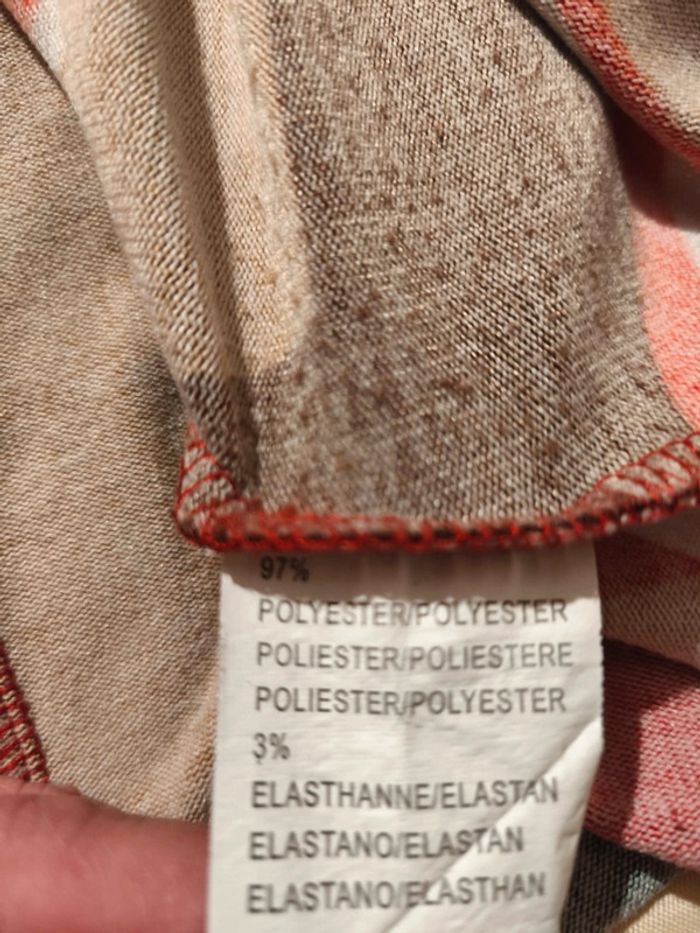 97%
POLYESTER/POLYESTER
POLIESTER/POLIESTERE
POLIESTER/POLYESTER
3%
ELASTHANNE/ELASTAN
ELASTANO/ELASTAN
ELASTANO/ELASTHAN